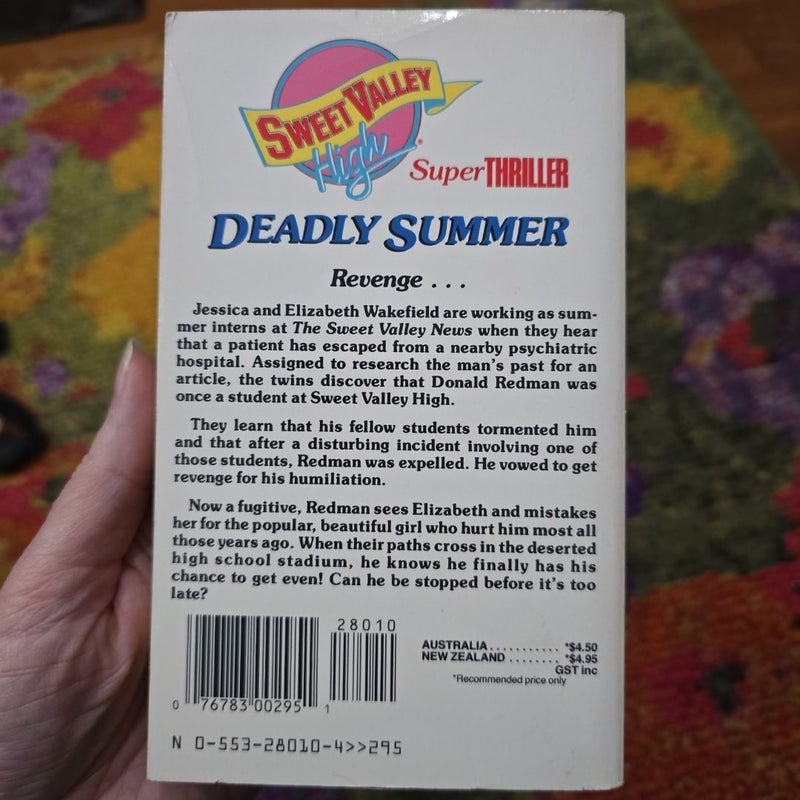 SWEET VALLEY
High®
Super THRILLER
DEADLY SUMMER
Revenge . . .
Jessica and Elizabeth Wakefield are working as sum-
mer interns at The Sweet Valley News when they hear
that a patient has escaped from a nearby psychiatric
hospital. Assigned to research the man's past for an
article, the twins discover that Donald Redman was
once a student at Sweet Valley High.
They learn that his fellow students tormented him
and that after a disturbing incident involving one of
those students, Redman was expelled. He vowed to get
revenge for his humiliation.
Now a fugitive, Redman sees Elizabeth and mistakes
her for the popular, beautiful girl who hurt him most all
those years ago. When their paths cross in the deserted
high school stadium, he knows he finally has his
chance to get even! Can he be stopped before it's too
late?
28010
AUSTRALIA . . . . . . . . . . . *$4.50
NEW ZEALAND . . . . . . . . *$4.95
GST inc
*Recommended price only
0 76783 00295 1
N 0-553-28010-4>>295